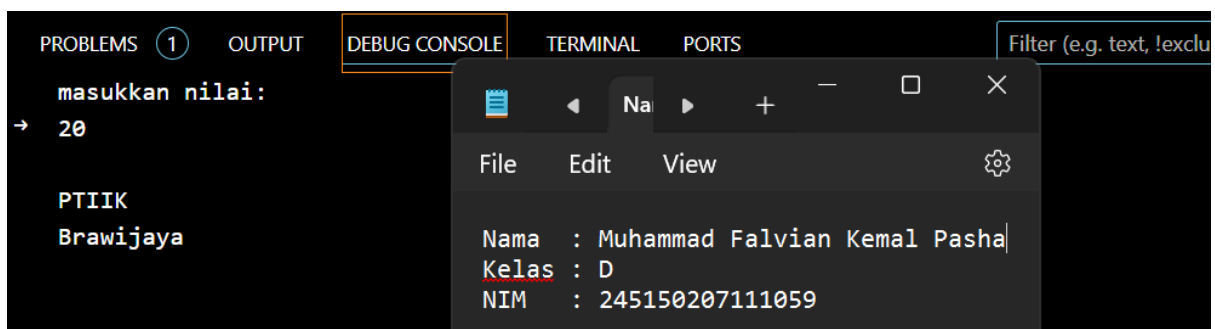 PROBLEMS 1 OUTPUT DEBUG CONSOLE TERMINAL PORTS Filter (e.g. text, !exclu
masukkan nilai:
→ 20
PTIIK
Brawijaya
Na
File Edit View
Nama : Muhammad Falvian Kemal Pasha
Kelas : D
NIM : 245150207111059